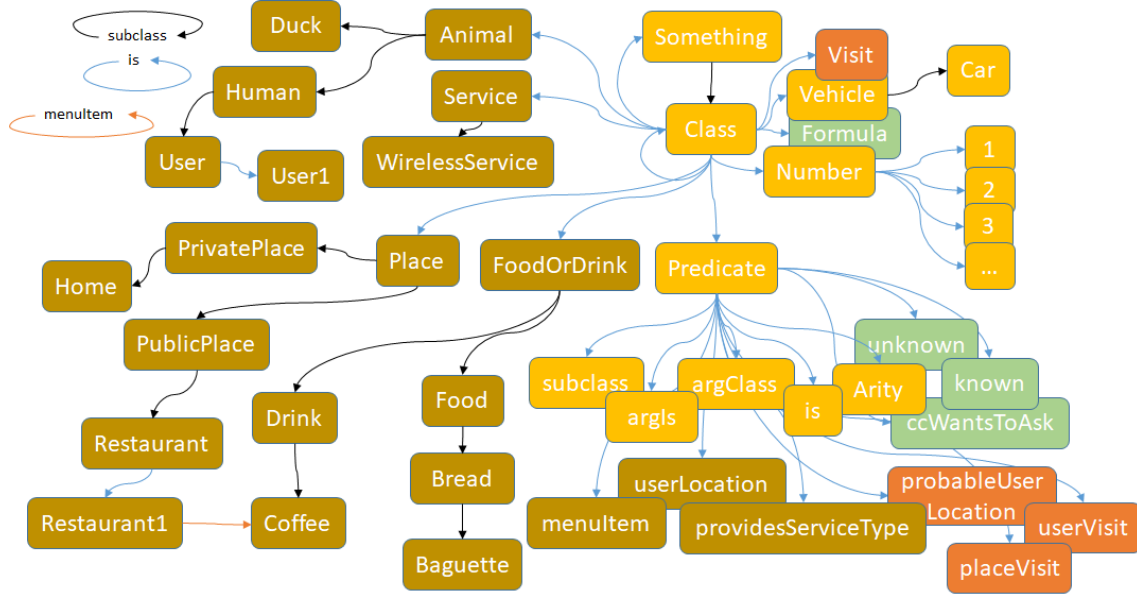 subclass
is
menuItem
Duck
Animal
Something
Visit
Car
Human
Service
Vehicle
Class
Formula
User
User1
WirelessService
Number
1
2
3
...
PrivatePlace
Place
FoodOrDrink
Predicate
Home
PublicPlace
unknown
subclass
argClass
Arity
known
Food
Drink
argIs
is
ccWantsToAsk
Restaurant
Bread
userLocation
probableUser
Location
Restaurant1
Coffee
menuItem
providesServiceType
userVisit
Baguette
placeVisit